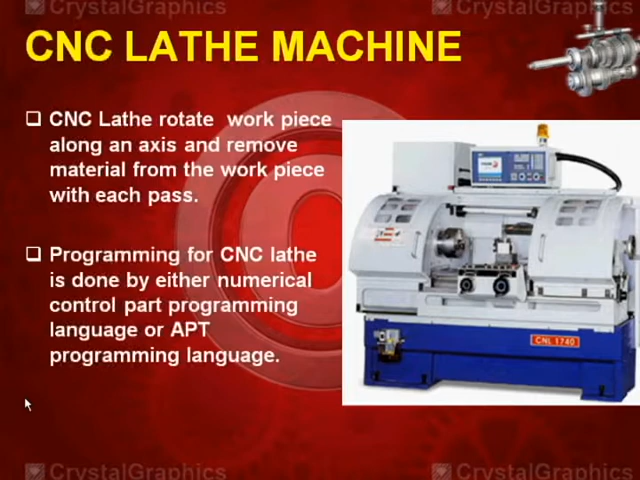 CrystalGraphics
CrystalGraphics
CNC LATHE MACHINE
CNC Lathe rotate work piece
along an axis and remove
material from the work piece
with each pass.
Programming for CNC lathe
is done by either numerical
control part programming
language or APT
programming language.
CNL 1740
CrystalGraphics
CrystalGraphics